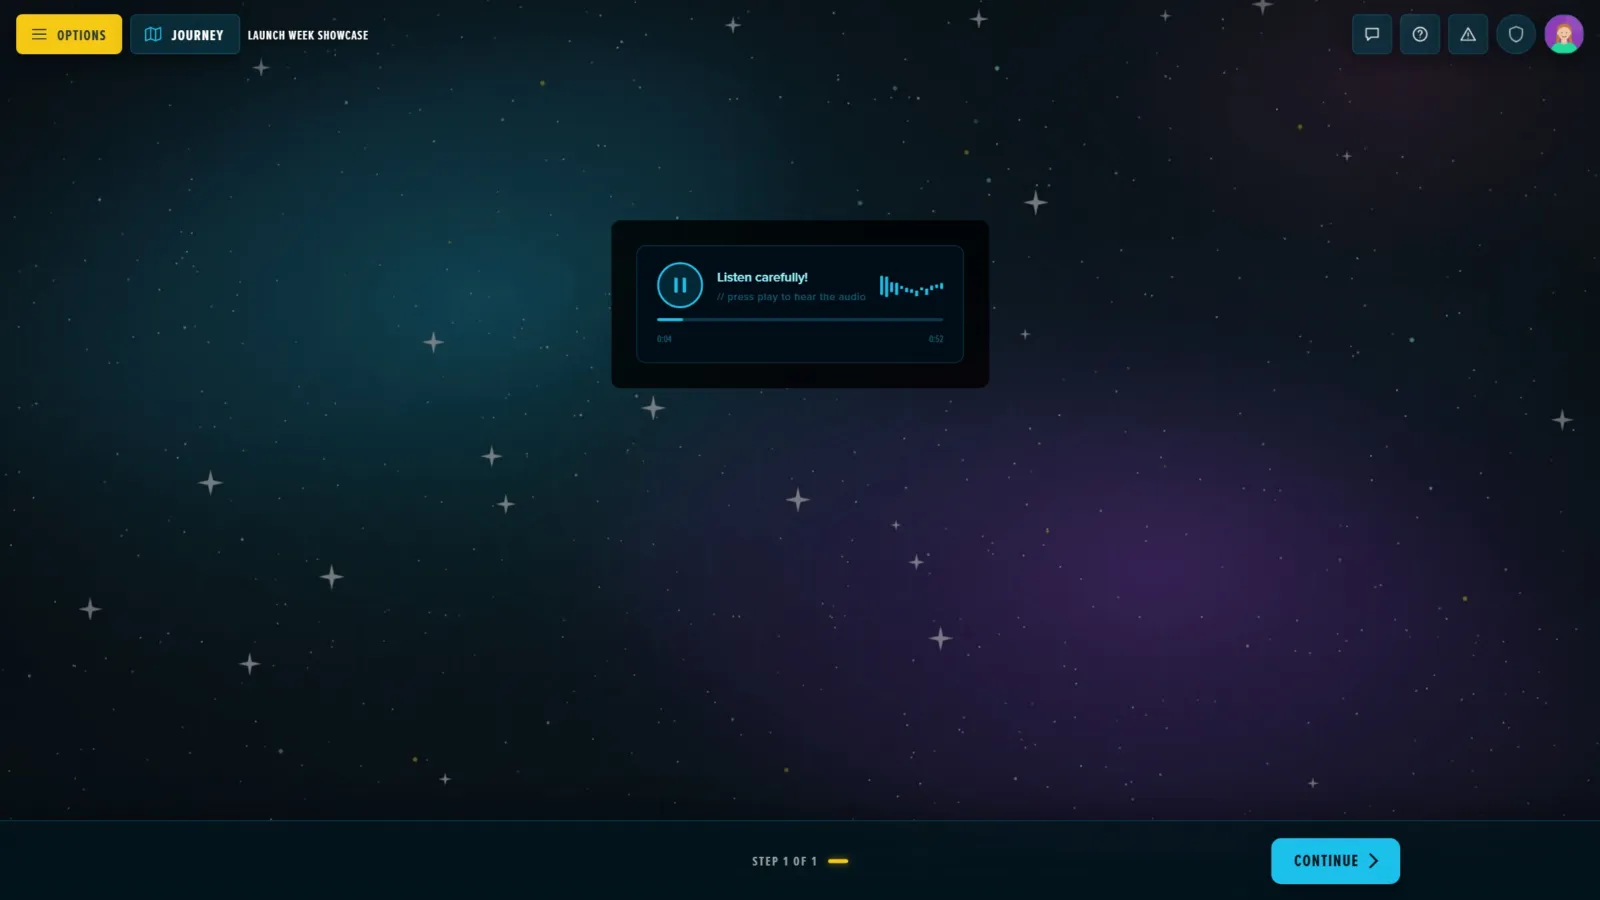 OPTIONS
JOURNEY
LAUNCH WEEK SHOWCASE
Listen carefully!
// press play to hear the audio
0:04
0:52
STEP 1 OF 1
CONTINUE